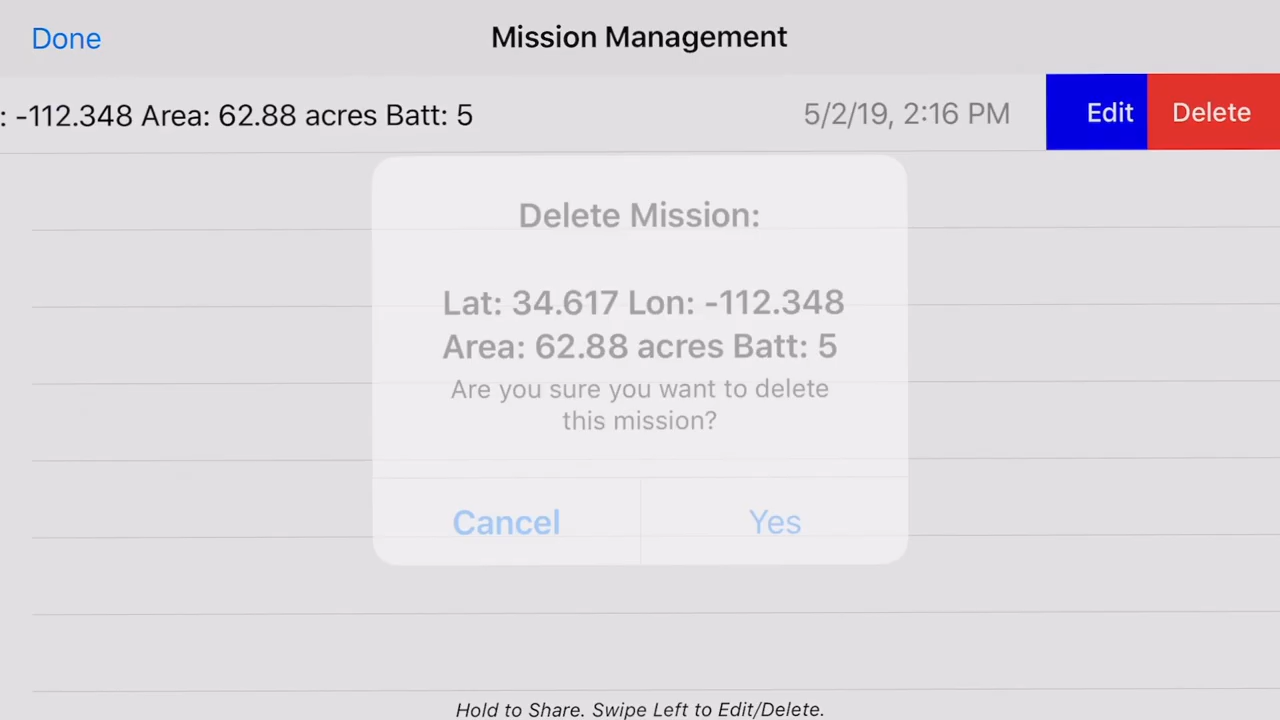 Done
Mission Management
: -112.348 Area: 62.88 acres Batt: 5
5/2/19, 2:16 PM
Edit
Delete
Delete Mission:
Lat: 34.617 Lon: -112.348
Area: 62.88 acres Batt: 5
Are you sure you want to delete
this mission?
Cancel
Yes
Hold to Share. Swipe Left to Edit/Delete.